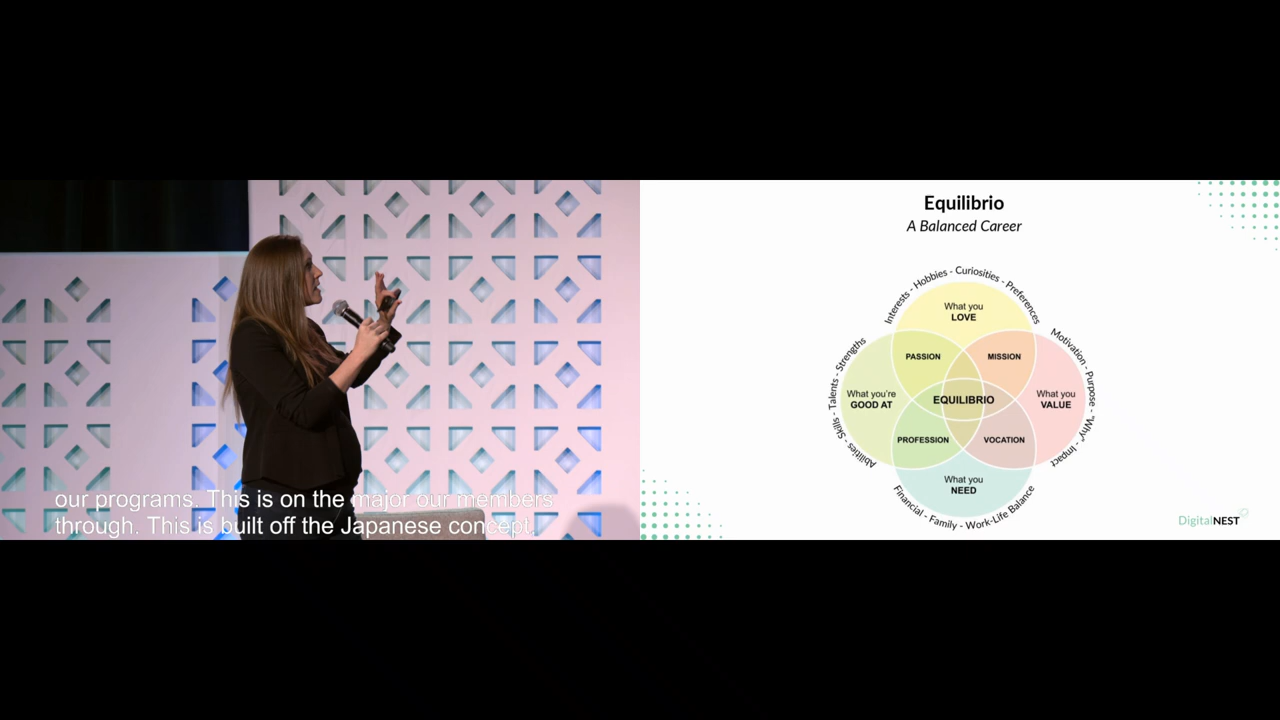 our programs. This is on the major our members
through. This is built off the Japanese concept.
Equilibrio
A Balanced Career
Interests - Hobbies - Curiosities - Preferences
What you
LOVE
Motivation - Purpose - "Why" - Impact
Abilities - Skills - Talents - Strengths
PASSION
MISSION
What you're
GOOD AT
EQUILIBRIO
What you
VALUE
PROFESSION
VOCATION
What you
NEED
Financial - Family - Work-Life Balance
DigitalNEST